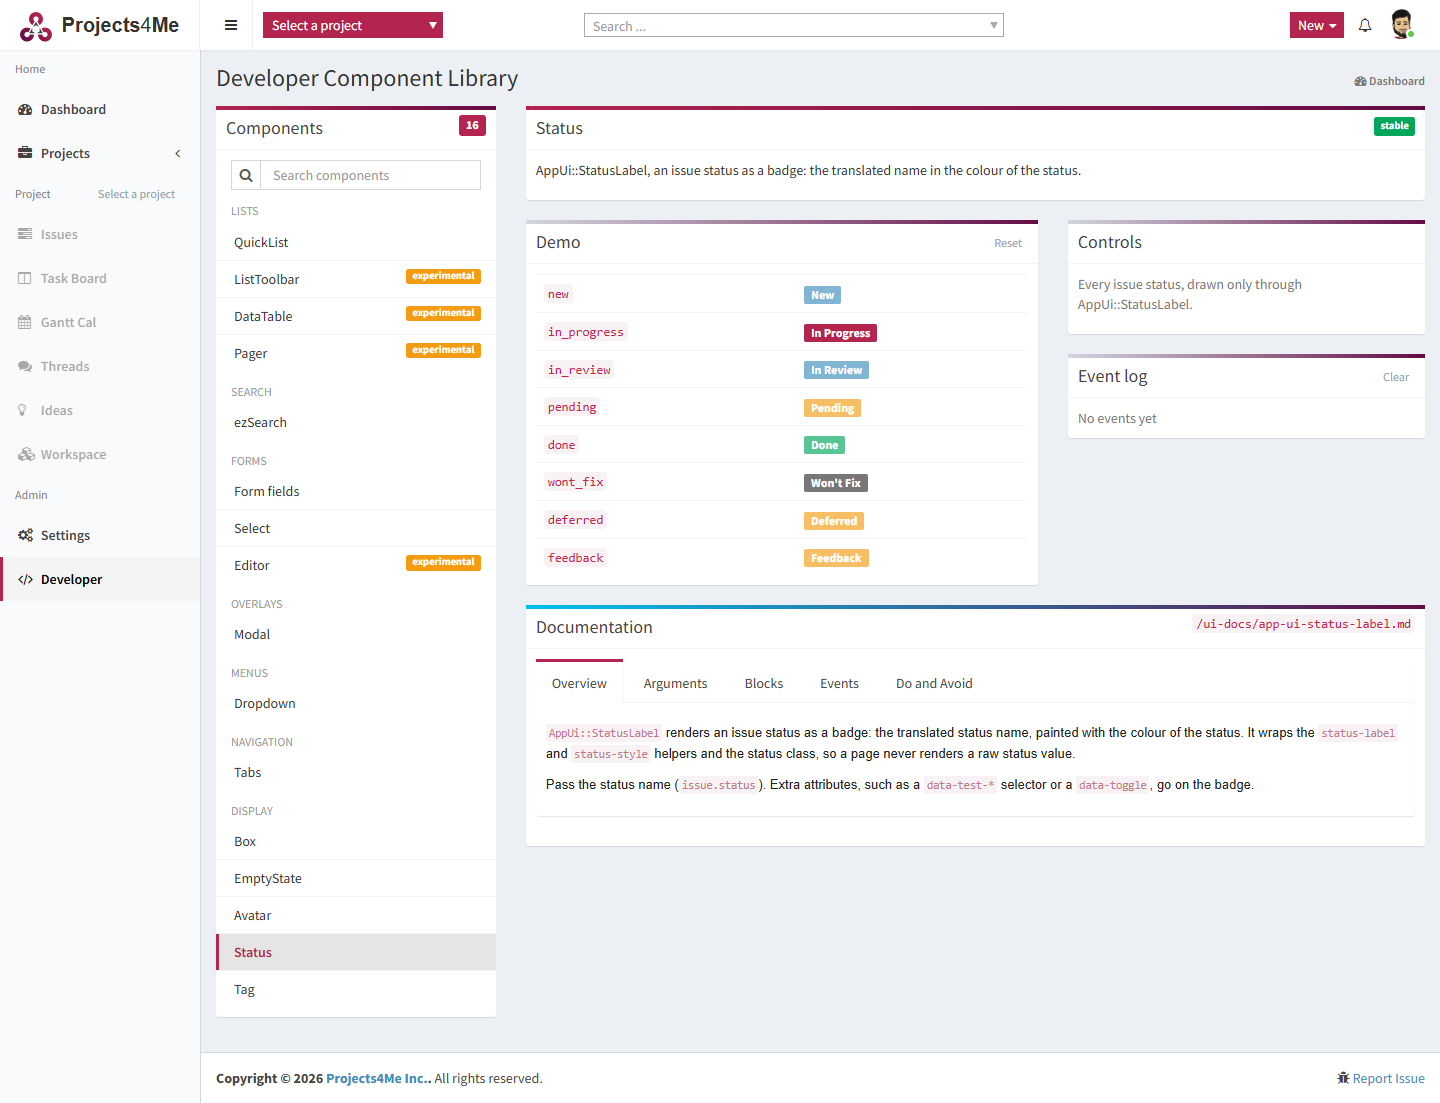 Projects4Me
Select a project
Search ...
New
Home
Dashboard
Projects
Project
Select a project
Issues
Task Board
Gantt Cal
Threads
Ideas
Workspace
Admin
Settings
Developer
Developer Component Library
Dashboard
Components
16
Search components
LISTS
QuickList
ListToolbar
experimental
DataTable
experimental
Pager
experimental
SEARCH
ezSearch
FORMS
Form fields
Select
Editor
experimental
OVERLAYS
Modal
MENUS
Dropdown
NAVIGATION
Tabs
DISPLAY
Box
EmptyState
Avatar
Status
Tag
Status
stable
AppUi::StatusLabel, an issue status as a badge: the translated name in the colour of the status.
Demo
Reset
new
New
in_progress
In Progress
in_review
In Review
pending
Pending
done
Done
wont_fix
Won't Fix
deferred
Deferred
feedback
Feedback
Controls
Every issue status, drawn only through
AppUi::StatusLabel.
Event log
Clear
No events yet
Documentation
/ui-docs/app-ui-status-label.md
Overview
Arguments
Blocks
Events
Do and Avoid
AppUi::StatusLabel renders an issue status as a badge: the translated status name, painted with the colour of the status. It wraps the status-label
and status-style helpers and the status class, so a page never renders a raw status value.
Pass the status name (issue.status). Extra attributes, such as a data-test-* selector or a data-toggle, go on the badge.
Copyright © 2026 Projects4Me Inc.. All rights reserved.
Report Issue